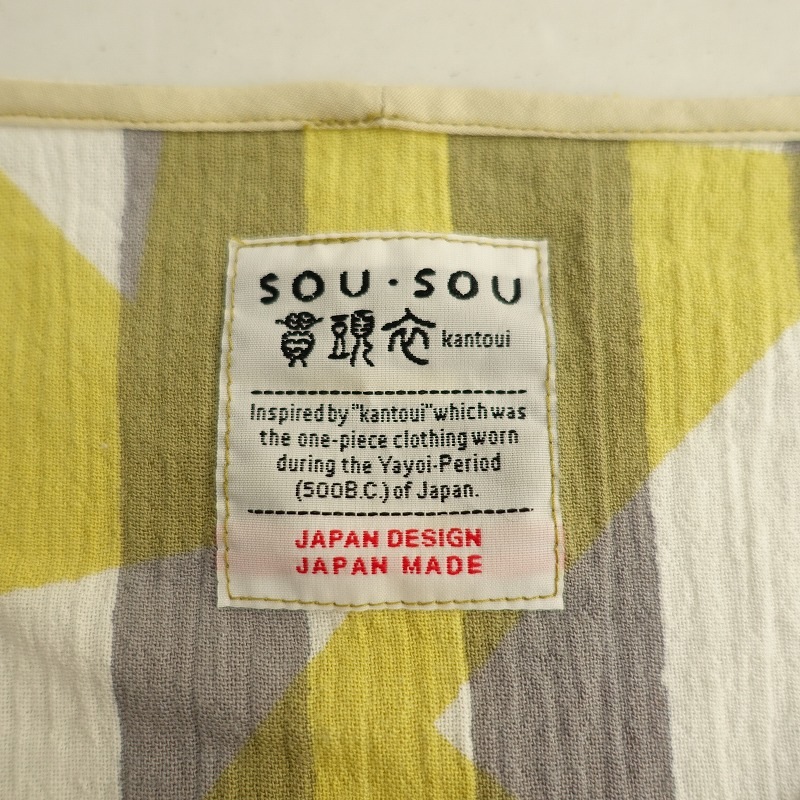 SOU・SOU
貫頭衣 kantoui
Inspired by "kantoui" which was
the one-piece clothing worn
during the Yayoi-Period
(500B.C.) of Japan.
JAPAN DESIGN
JAPAN MADE